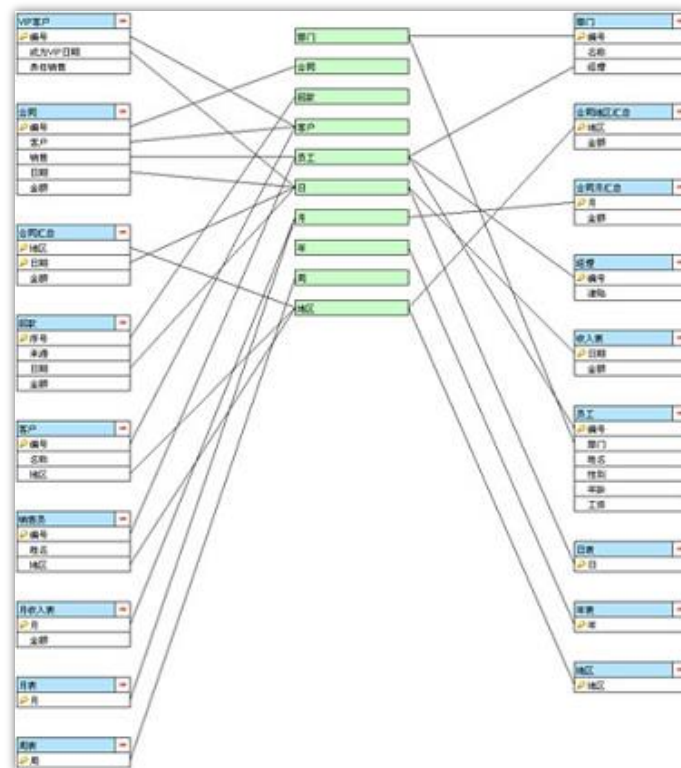 VIP客户
编号
成为VIP日期
责任销售
合同
编号
客户
销售
日期
金额
合同汇总
地区
日期
金额
回款
序号
来源
日期
金额
客户
编号
名称
地区
销售员
编号
姓名
地区
月收入表
月
金额
月表
月
周表
周
部门
合同
回款
客户
员工
日
月
年
周
地区
部门
编号
名称
经理
合同地区汇总
地区
金额
合同月汇总
月
金额
经理
编号
津贴
收入表
日期
金额
员工
编号
部门
姓名
性别
年龄
工资
日表
日
年表
年
地区
地区